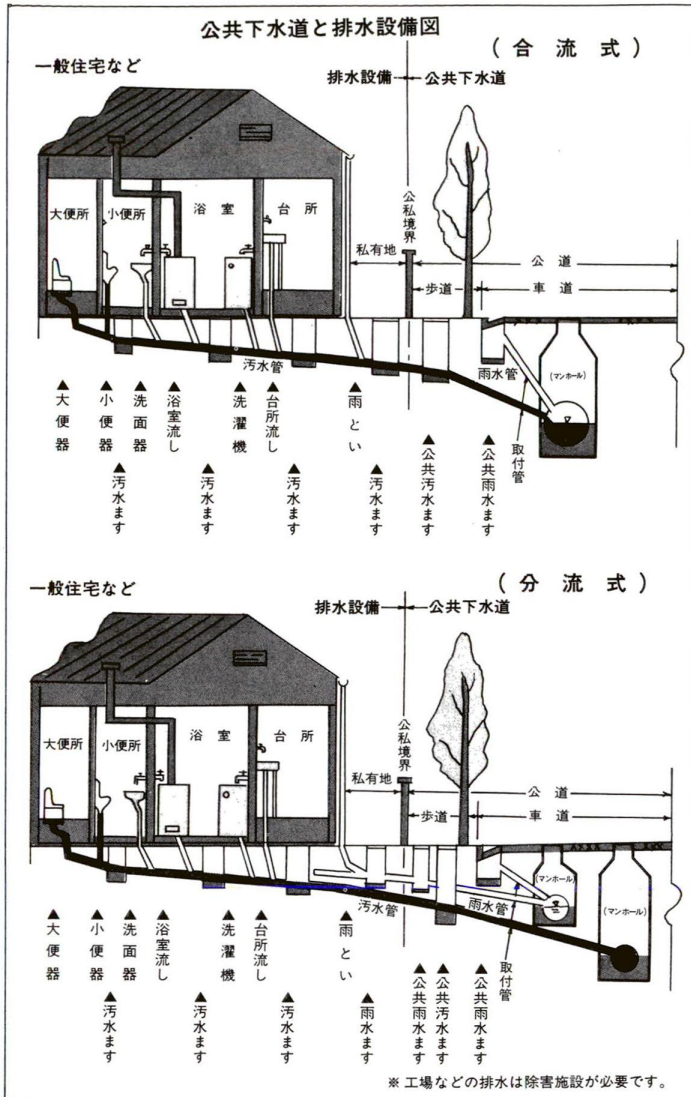 公共下水道と排水設備図
(合流式)
一般住宅など
排水設備 公共下水道
大便所 小便所 浴室 台所
公私境界
私有地 公道
歩道 車道
汚水管 雨水管 (マンホール)
取付管
▲大便器 ▲小便器 ▲洗面器 ▲浴室流し ▲洗濯機 ▲台所流し ▲雨とい ▲公共汚水ます ▲公共雨水ます
▲汚水ます ▲汚水ます ▲汚水ます ▲汚水ます
(分流式)
一般住宅など
排水設備 公共下水道
大便所 小便所 浴室 台所
公私境界
私有地 公道
歩道 車道
汚水管 雨水管 (マンホール) (マンホール)
取付管
▲大便器 ▲小便器 ▲洗面器 ▲浴室流し ▲洗濯機 ▲台所流し ▲雨とい ▲公共雨水ます ▲公共汚水ます ▲公共雨水ます
▲汚水ます ▲汚水ます ▲汚水ます ▲雨水ます
※工場などの排水は除害施設が必要です。